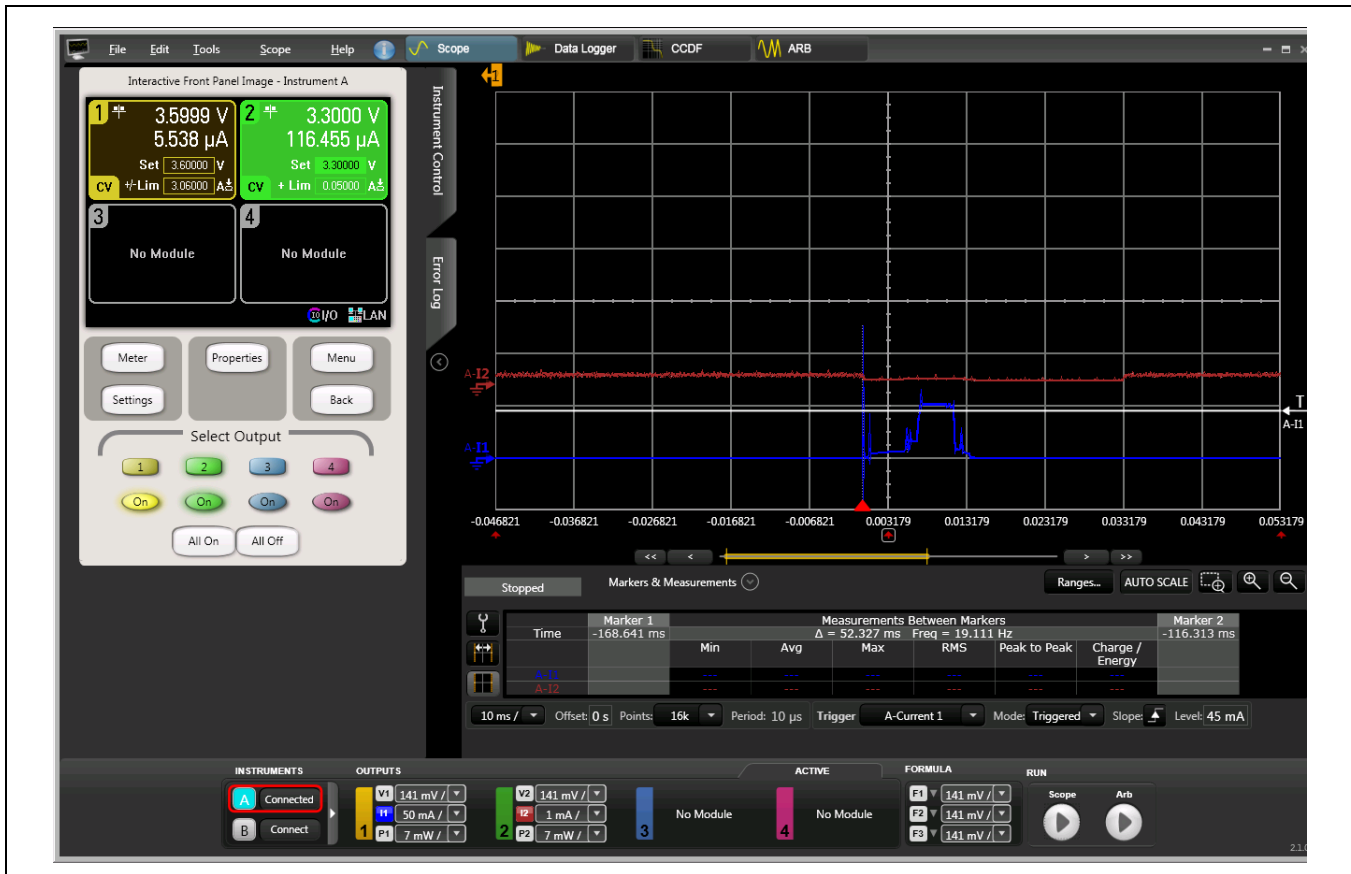 File Edit Tools Scope Help i Scope Data Logger CCDF ARB
Interactive Front Panel Image - Instrument A
1 3.5999 V
5.538 µA
Set 3.60000 V
CV +/-Lim 3.06000 A
2 3.3000 V
116.455 µA
Set 3.30000 V
CV + Lim 0.05000 A
3 No Module
4 No Module
IO I/O LAN
Meter Properties Menu
Settings Back
Select Output
1 2 3 4
On On On On
All On All Off
Instrument Control
Error Log
1
A-I2
A-I1
T
A-I1
-0.046821 -0.036821 -0.026821 -0.016821 -0.006821 0.003179 0.013179 0.023179 0.033179 0.043179 0.053179
<< < > >>
Stopped Markers & Measurements Ranges... AUTO SCALE
Marker 1 Measurements Between Markers Marker 2
Time -168.641 ms Δ = 52.327 ms Freq = 19.111 Hz -116.313 ms
Min Avg Max RMS Peak to Peak Charge /
Energy
A-I1 --- --- --- --- --- ---
A-I2 --- --- --- --- --- ---
10 ms / Offset: 0 s Points: 16k Period: 10 µs Trigger A-Current 1 Mode: Triggered Slope: Level: 45 mA
INSTRUMENTS OUTPUTS ACTIVE FORMULA RUN
A Connected
B Connect
1 V1 141 mV /
I1 50 mA /
P1 7 mW /
2 V2 141 mV /
I2 1 mA /
P2 7 mW /
3 No Module
4 No Module
F1 141 mV /
F2 141 mV /
F3 141 mV /
Scope Arb